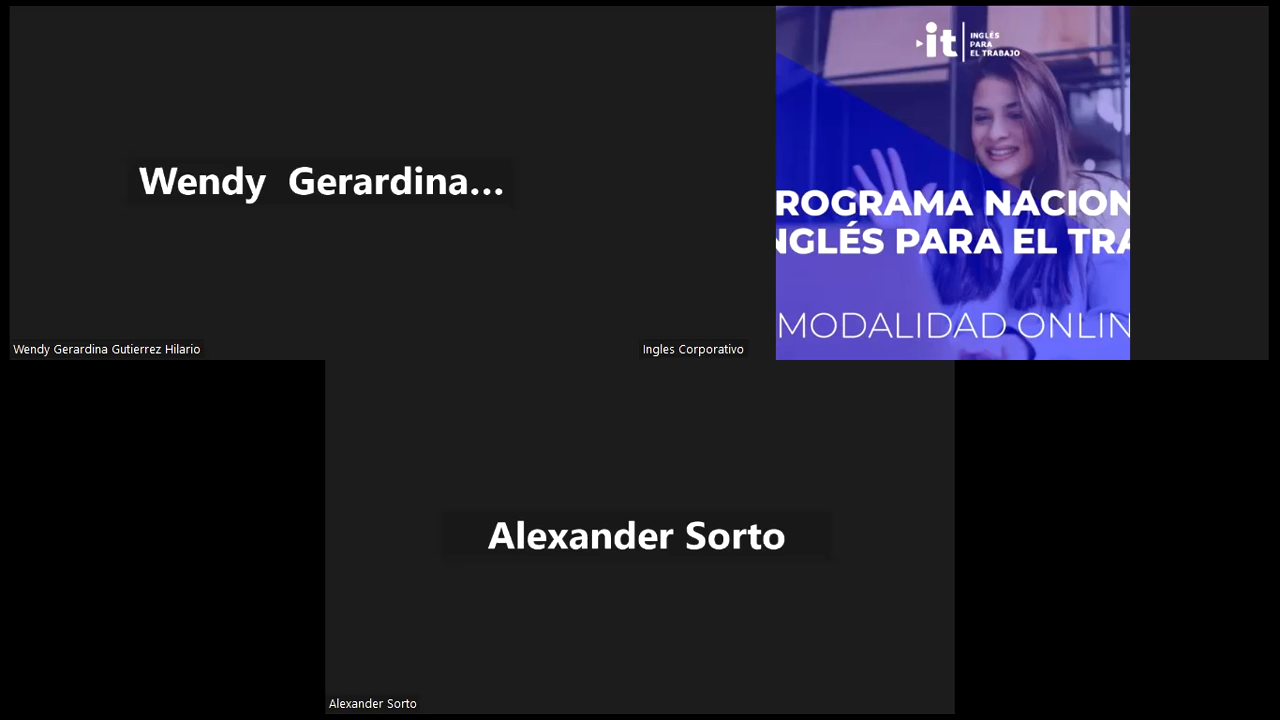 Wendy Gerardina...
Wendy Gerardina Gutierrez Hilario
it
INGLÉS
PARA
EL TRABAJO
ROGRAMA NACION
NGLÉS PARA EL TRA
MODALIDAD ONLIN
Ingles Corporativo
Alexander Sorto
Alexander Sorto